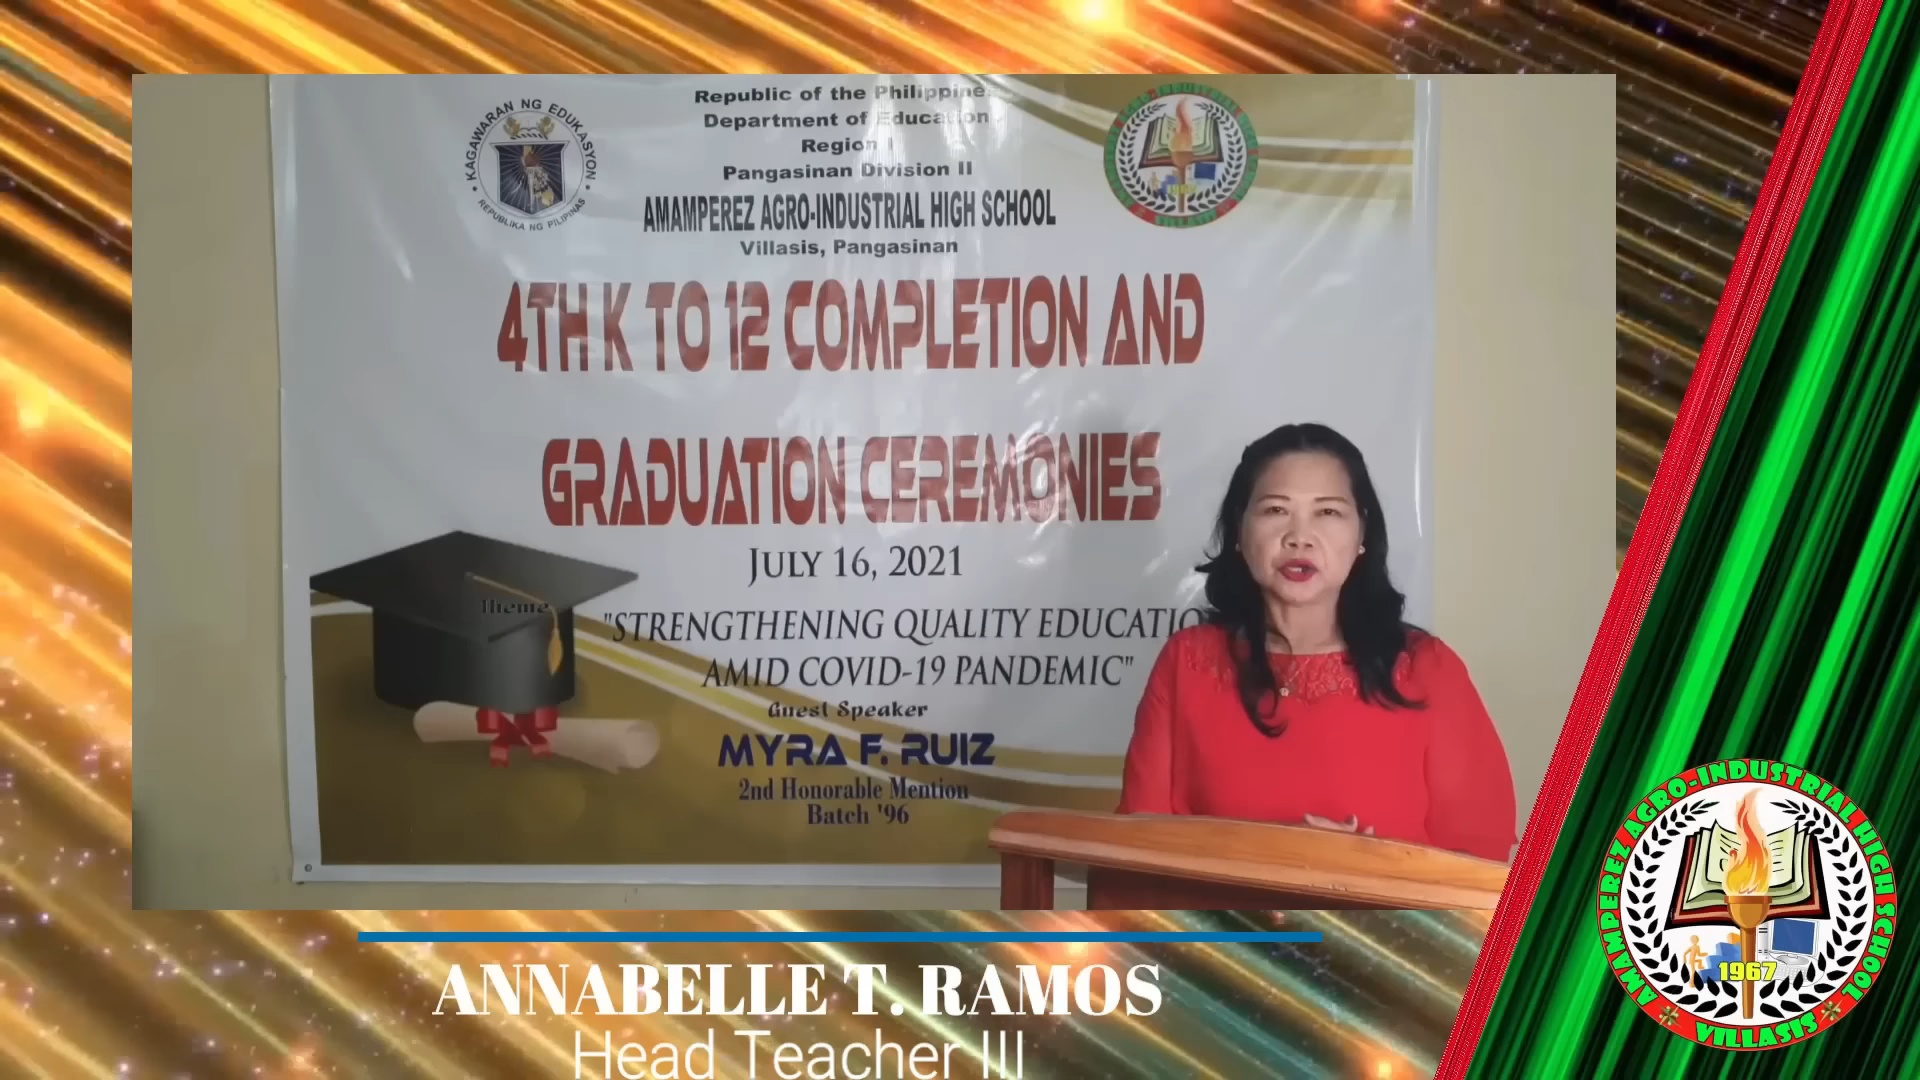 Republic of the Philippine
Department of Education
Region I
Pangasinan Division II
AMAMPEREZ AGRO-INDUSTRIAL HIGH SCHOOL
Villasis, Pangasinan
KAGAWARAN NG EDUKASYON
REPUBLIKA NG PILIPINAS
4TH K TO 12 COMPLETION AND
GRADUATION CEREMONIES
JULY 16, 2021
Theme
"STRENGTHENING QUALITY EDUCATIO
AMID COVID-19 PANDEMIC"
Guest Speaker
MYRA F. RUIZ
2nd Honorable Mention
Batch '96
ANNABELLE T. RAMOS
Head Teacher III
AMAMPEREZ AGRO-INDUSTRIAL HIGH SCHOOL
1967
VILLASIS